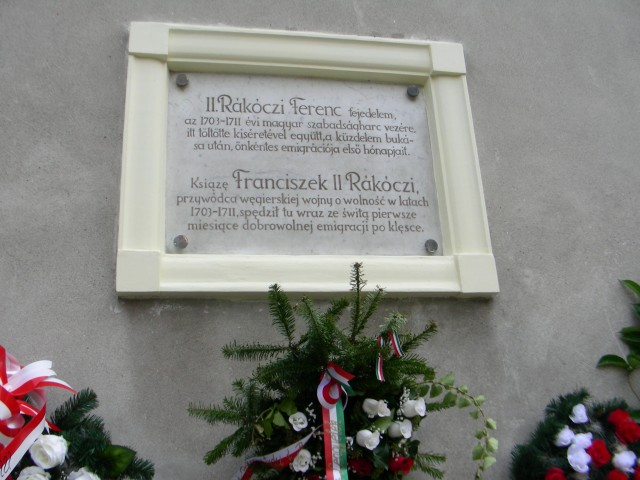 II. Rákóczi Ferenc fejedelem,
az 1703-1711 évi magyar szabadságharc vezére,
itt töltötte kíséretével együtt, a küzdelem buká-
sa után, önkéntes emigrációja első hónapjait.
Książę Franciszek II Rákóczi,
przywódca węgierskiej wojny o wolność w latach
1703-1711, spędził tu wraz ze świtą pierwsze
miesiące dobrowolnej emigracji po klęsce.